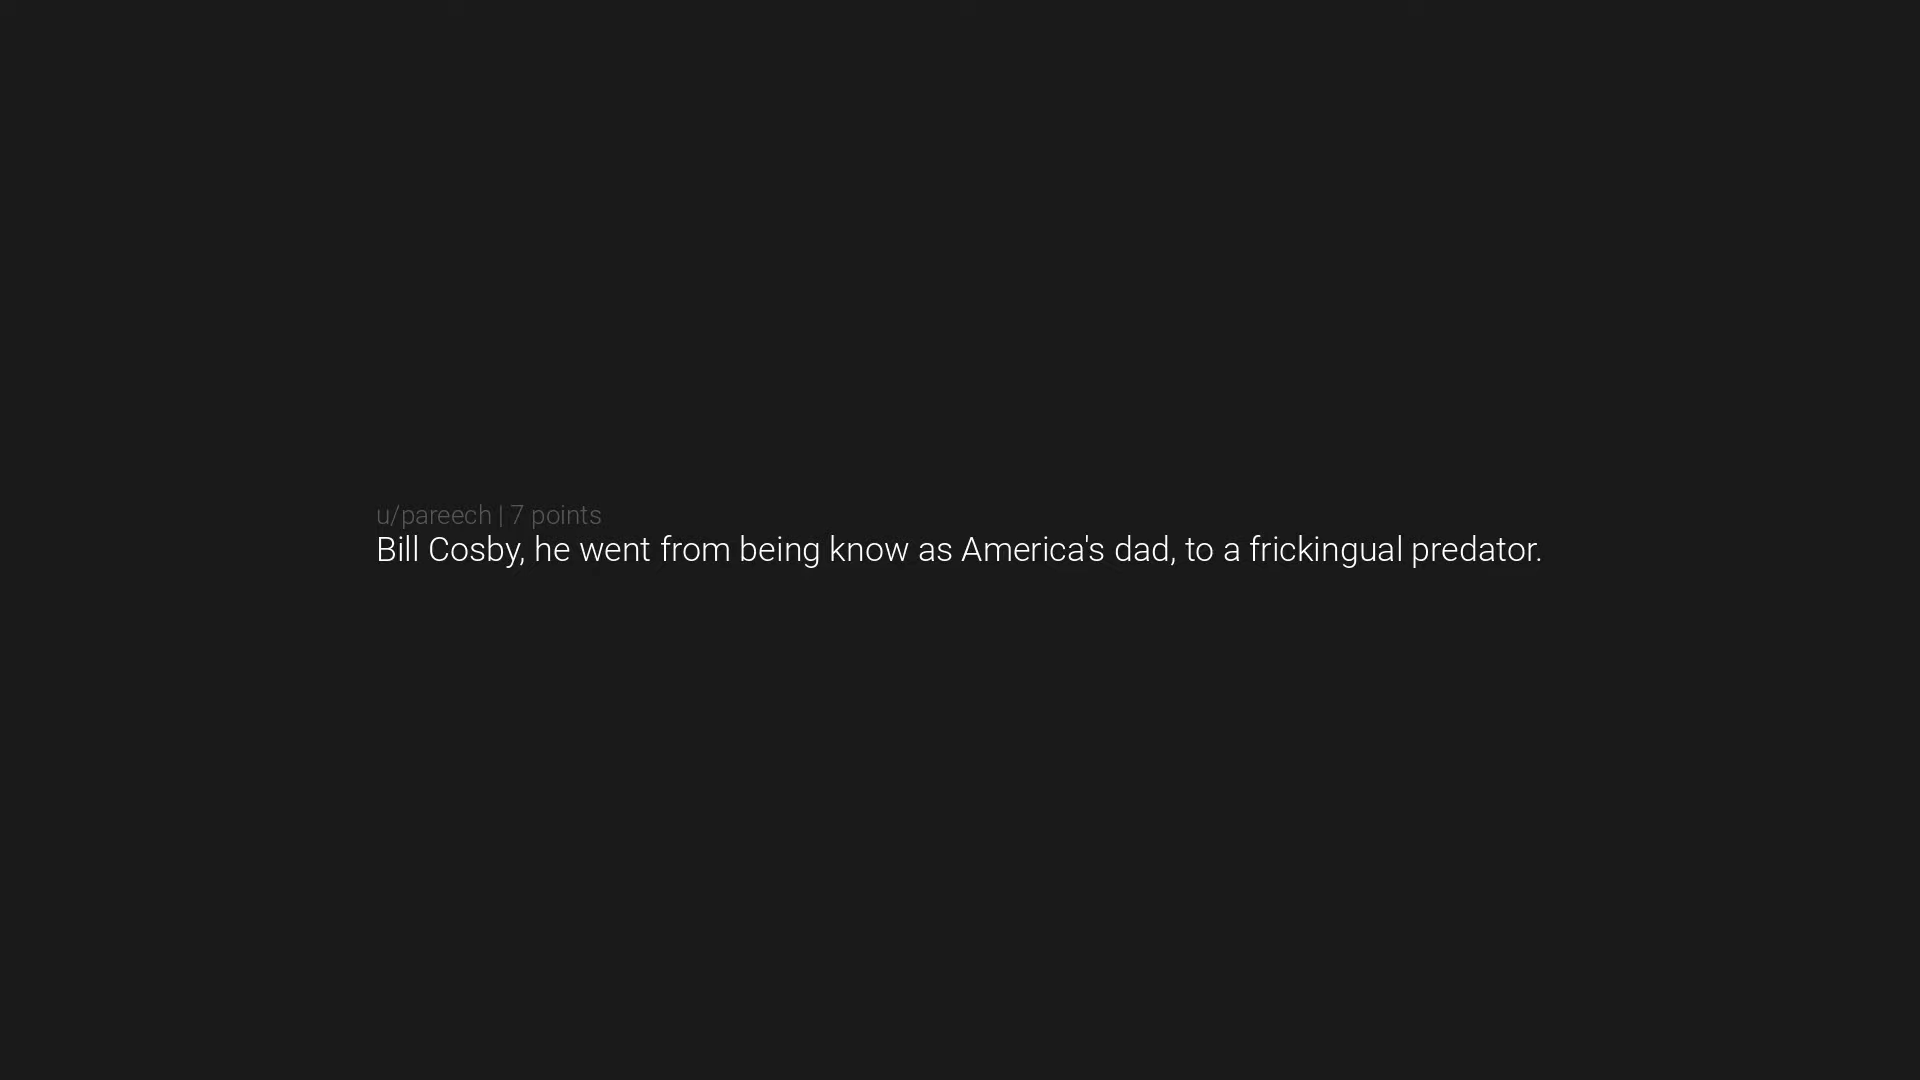 u/pareech | 7 points
Bill Cosby, he went from being know as America's dad, to a frickingual predator.